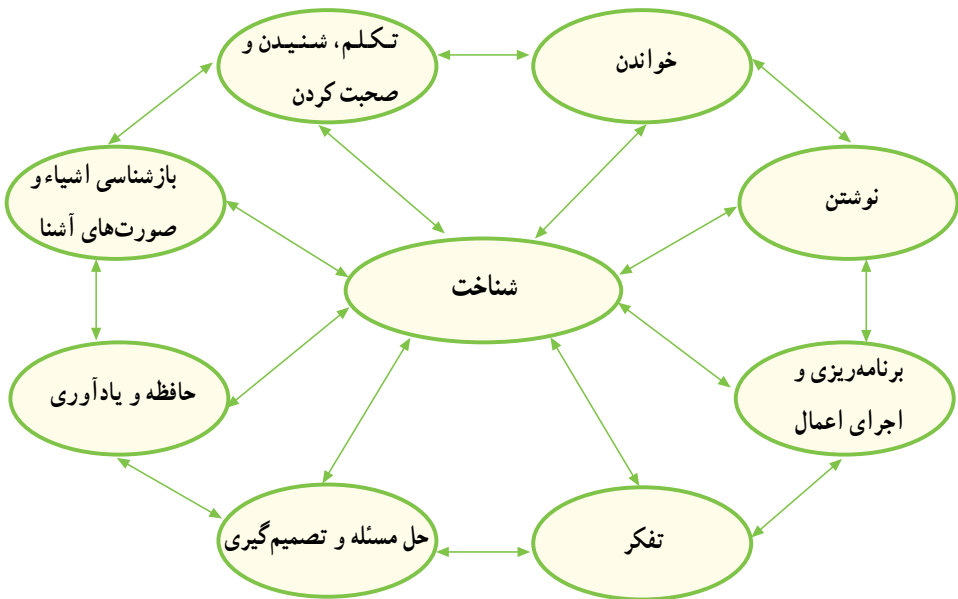 تکلم، شنیدن و
صحبت کردن
خواندن
نوشتن
برنامه‌ریزی و
اجرای اعمال
تفکر
حل مسئله و تصمیم‌گیری
حافظه و یادآوری
بازشناسی اشیاء و
صورت‌های آشنا
شناخت